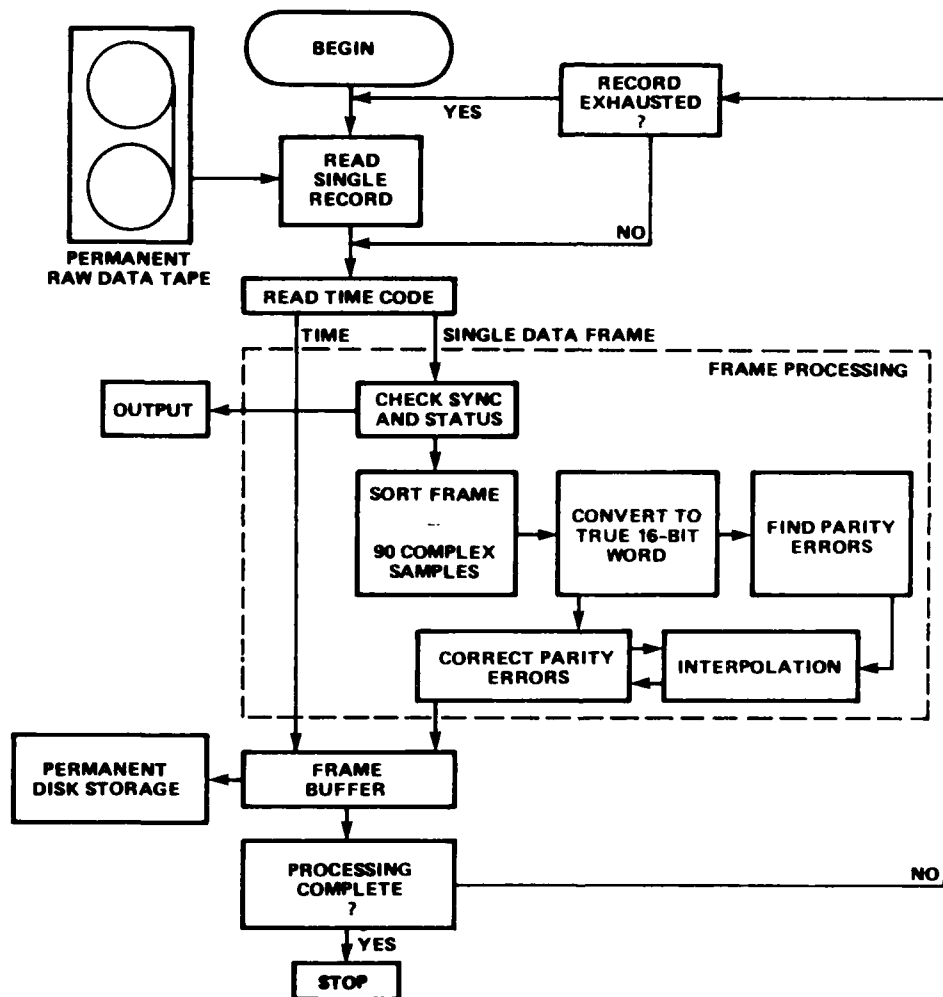 BEGIN
RECORD
EXHAUSTED
?
YES
READ
SINGLE
RECORD
NO
PERMANENT
RAW DATA TAPE
READ TIME CODE
TIME
SINGLE DATA FRAME
FRAME PROCESSING
OUTPUT
CHECK SYNC
AND STATUS
SORT FRAME
–
90 COMPLEX
SAMPLES
CONVERT TO
TRUE 16-BIT
WORD
FIND PARITY
ERRORS
CORRECT PARITY
ERRORS
INTERPOLATION
PERMANENT
DISK STORAGE
FRAME
BUFFER
PROCESSING
COMPLETE
?
NO
YES
STOP